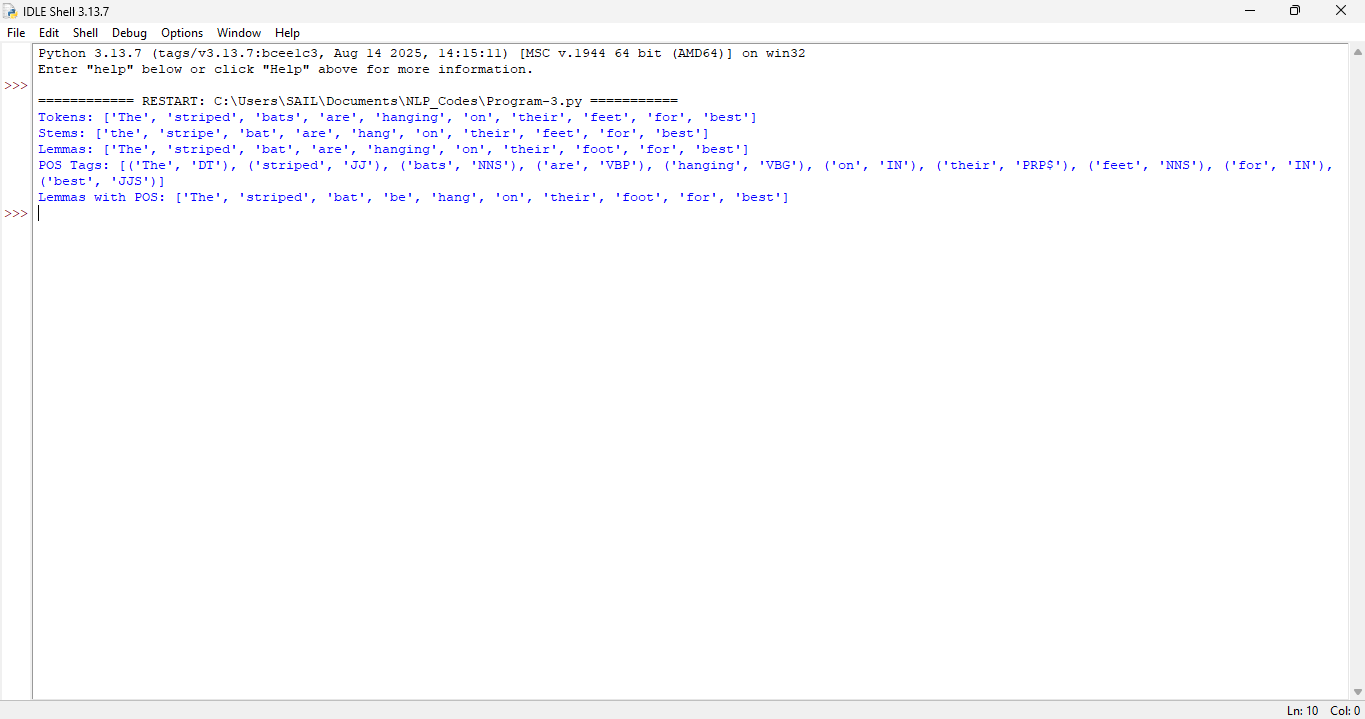 IDLE Shell 3.13.7
File Edit Shell Debug Options Window Help
Python 3.13.7 (tags/v3.13.7:bcee1c3, Aug 14 2025, 14:15:11) [MSC v.1944 64 bit (AMD64)] on win32
Enter "help" below or click "Help" above for more information.
>>>
============ RESTART: C:\Users\SAIL\Documents\NLP_Codes\Program-3.py ===========
Tokens: ['The', 'striped', 'bats', 'are', 'hanging', 'on', 'their', 'feet', 'for', 'best']
Stems: ['the', 'stripe', 'bat', 'are', 'hang', 'on', 'their', 'feet', 'for', 'best']
Lemmas: ['The', 'striped', 'bat', 'are', 'hanging', 'on', 'their', 'foot', 'for', 'best']
POS Tags: [('The', 'DT'), ('striped', 'JJ'), ('bats', 'NNS'), ('are', 'VBP'), ('hanging', 'VBG'), ('on', 'IN'), ('their', 'PRP$'), ('feet', 'NNS'), ('for', 'IN'),
('best', 'JJS')]
Lemmas with POS: ['The', 'striped', 'bat', 'be', 'hang', 'on', 'their', 'foot', 'for', 'best']
>>>
Ln: 10 Col: 0